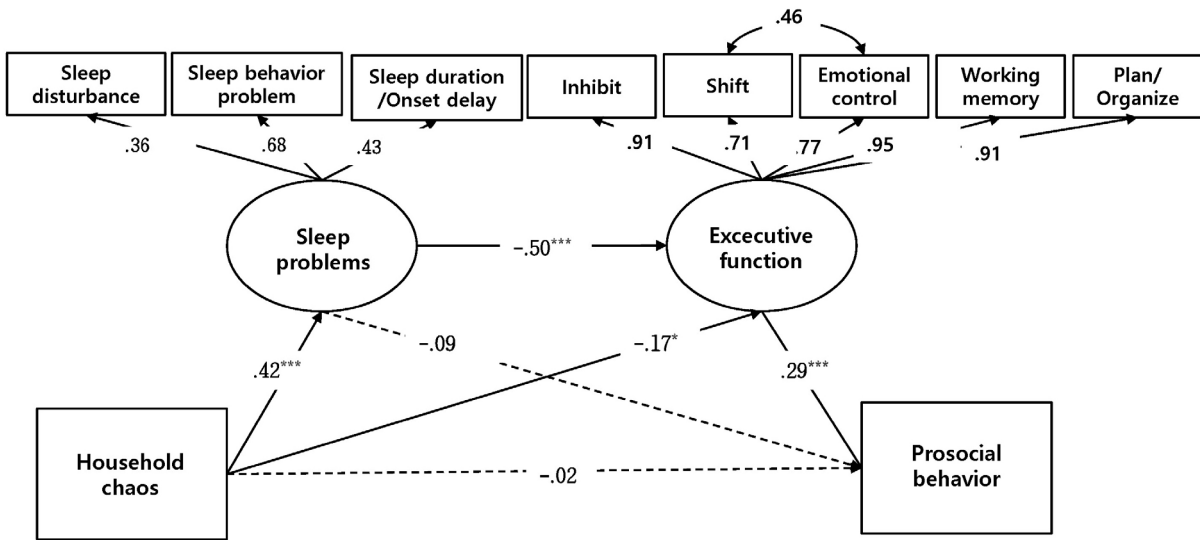 .46
Sleep
disturbance
Sleep behavior
problem
Sleep duration
/Onset delay
Inhibit
Shift
Emotional
control
Working
memory
Plan/
Organize
.36
.68
.43
.91
.71
.77
.95
.91
Sleep
problems
-.50***
Excecutive
function
-.09
-.17*
.42***
.29***
Household
chaos
-.02
Prosocial
behavior